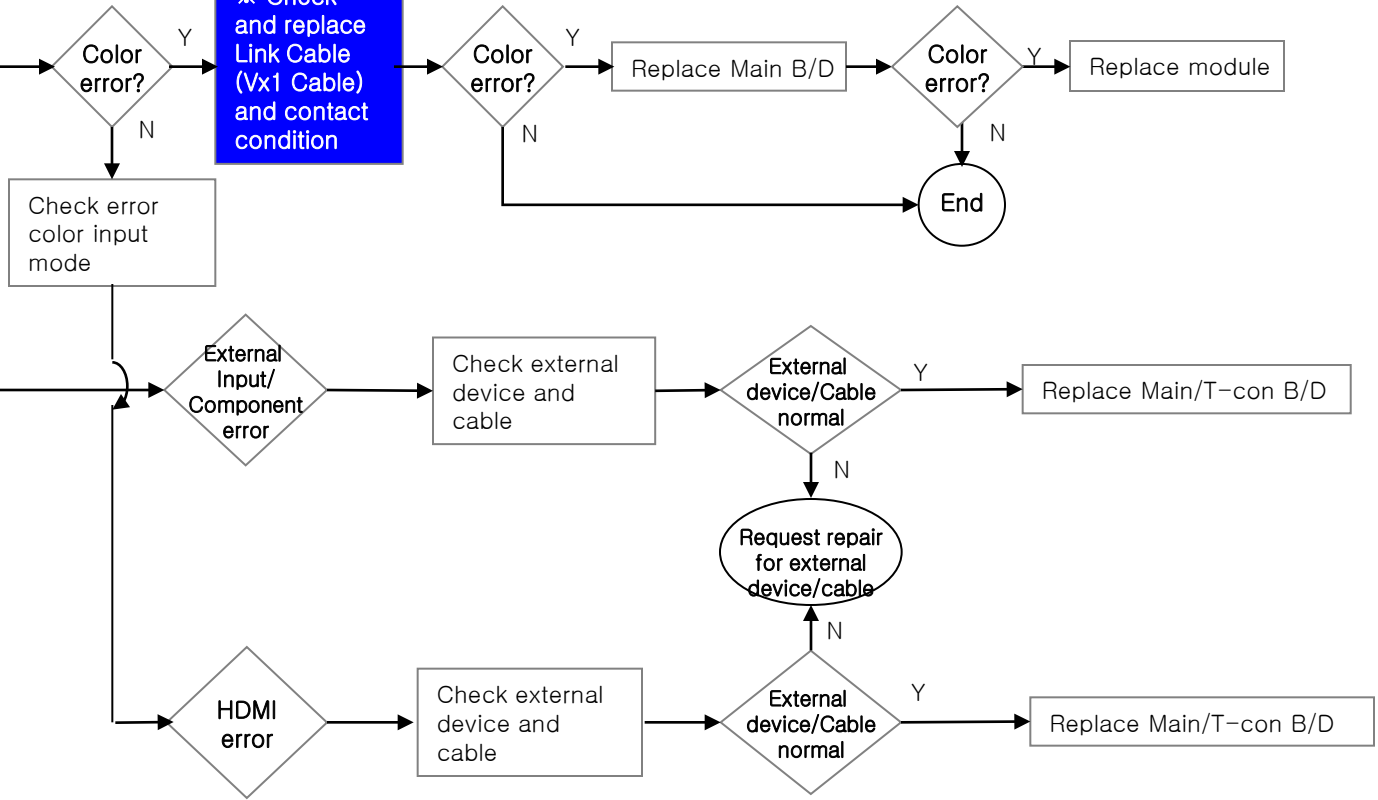 ※ Check
and replace
Link Cable
(Vx1 Cable)
and contact
condition
Color
error?
Y
N
Color
error?
Y
N
Replace Main B/D
Color
error?
Y
N
Replace module
End
Check error
color input
mode
External
Input/
Component
error
Check external
device and
cable
External
device/Cable
normal
Y
N
Replace Main/T-con B/D
Request repair
for external
device/cable
N
HDMI
error
Check external
device and
cable
External
device/Cable
normal
Y
Replace Main/T-con B/D